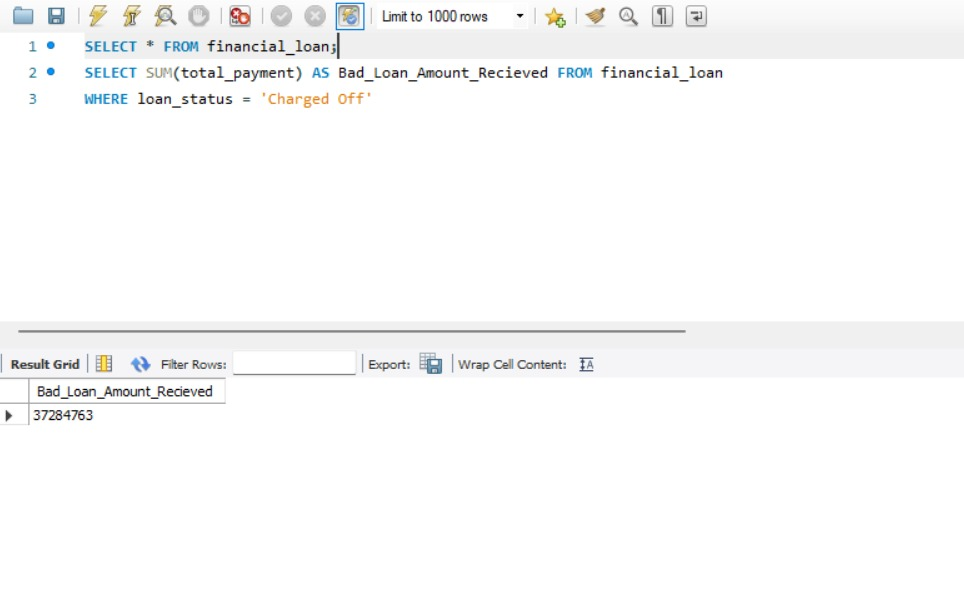 Limit to 1000 rows
1 SELECT * FROM financial_loan;
2 SELECT SUM(total_payment) AS Bad_Loan_Amount_Recieved FROM financial_loan
3 WHERE loan_status = 'Charged Off'
Result Grid Filter Rows: Export: Wrap Cell Content:
Bad_Loan_Amount_Recieved
37284763